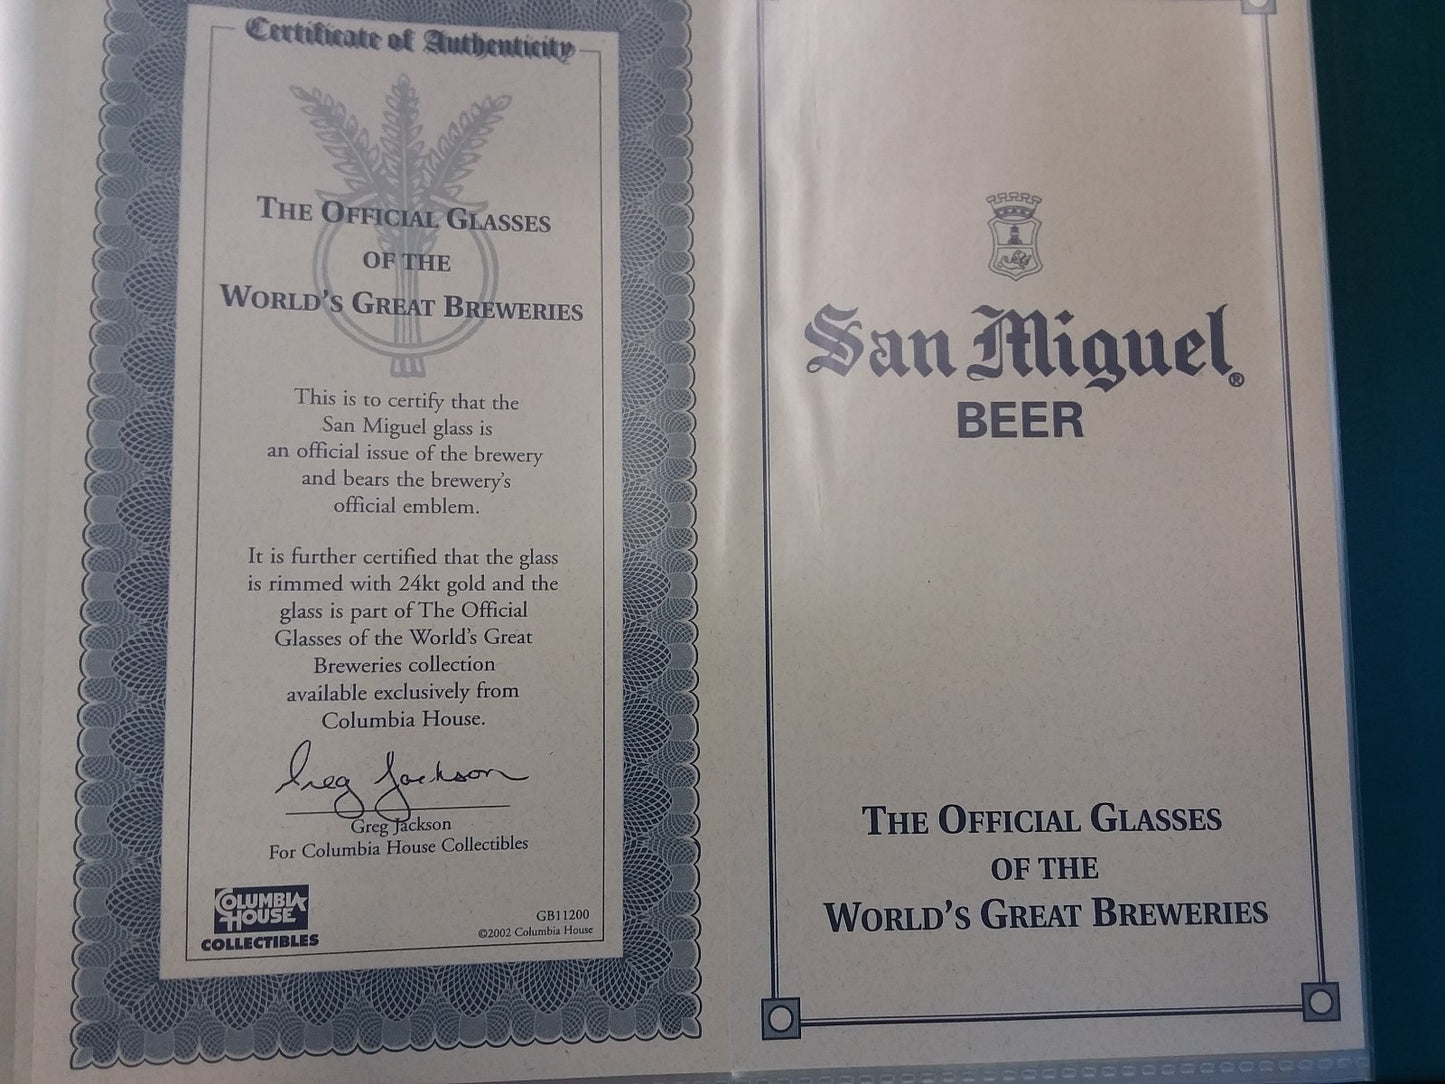 Certificate of Authenticity
THE OFFICIAL GLASSES
OF THE
WORLD'S GREAT BREWERIES
This is to certify that the
San Miguel glass is
an official issue of the brewery
and bears the brewery's
official emblem.
It is further certified that the glass
is rimmed with 24kt gold and the
glass is part of The Official
Glasses of the World's Great
Breweries collection
available exclusively from
Columbia House.
Greg Jackson
Greg Jackson
For Columbia House Collectibles
COLUMBIA
HOUSE
COLLECTIBLES
GB11200
©2002 Columbia House
San Miguel®
BEER
THE OFFICIAL GLASSES
OF THE
WORLD'S GREAT BREWERIES